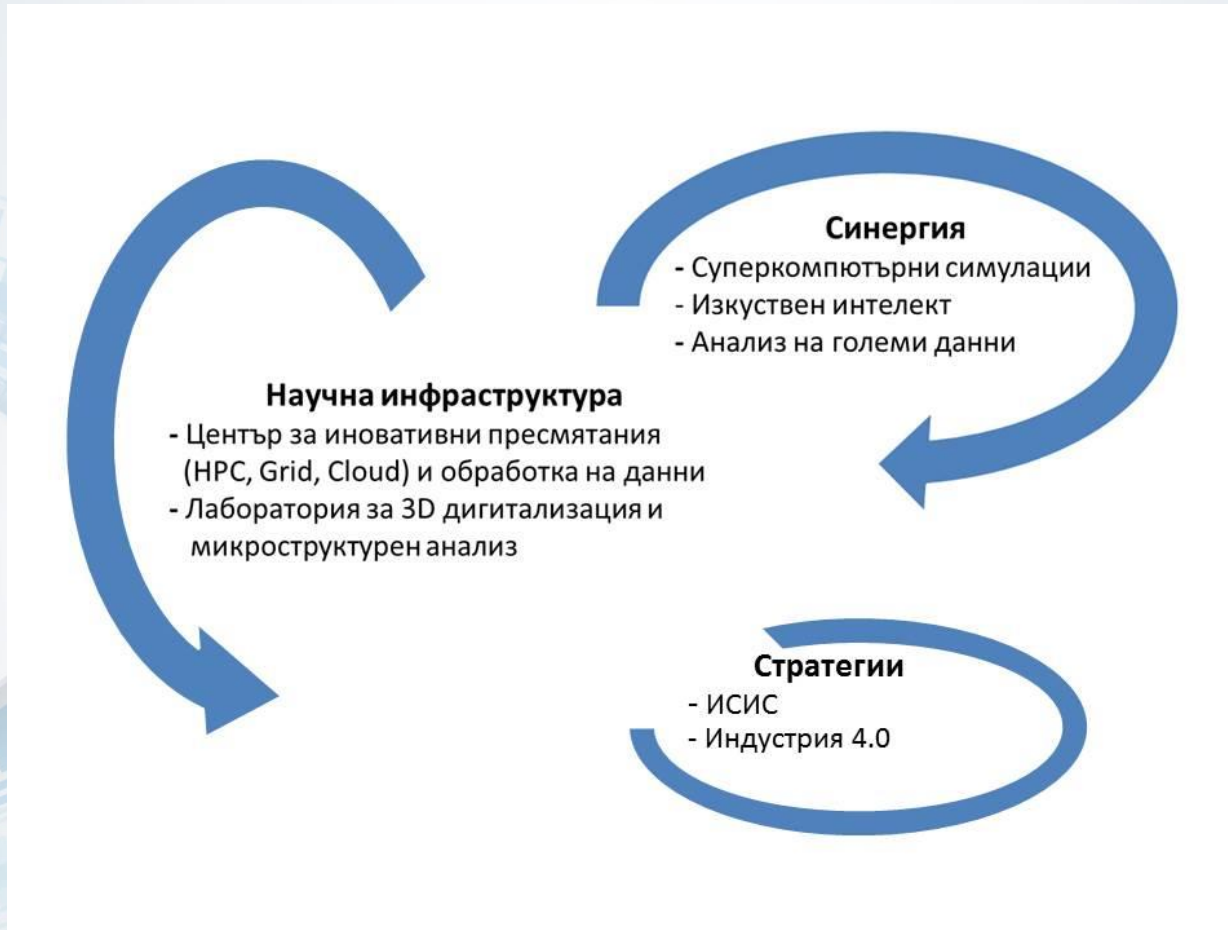 Синергия
- Суперкомпютърни симулации
- Изкуствен интелект
- Анализ на големи данни
Научна инфраструктура
- Център за иновативни пресмятания
(HPC, Grid, Cloud) и обработка на данни
- Лаборатория за 3D дигитализация и
микроструктурен анализ
Стратегии
- ИСИС
- Индустрия 4.0